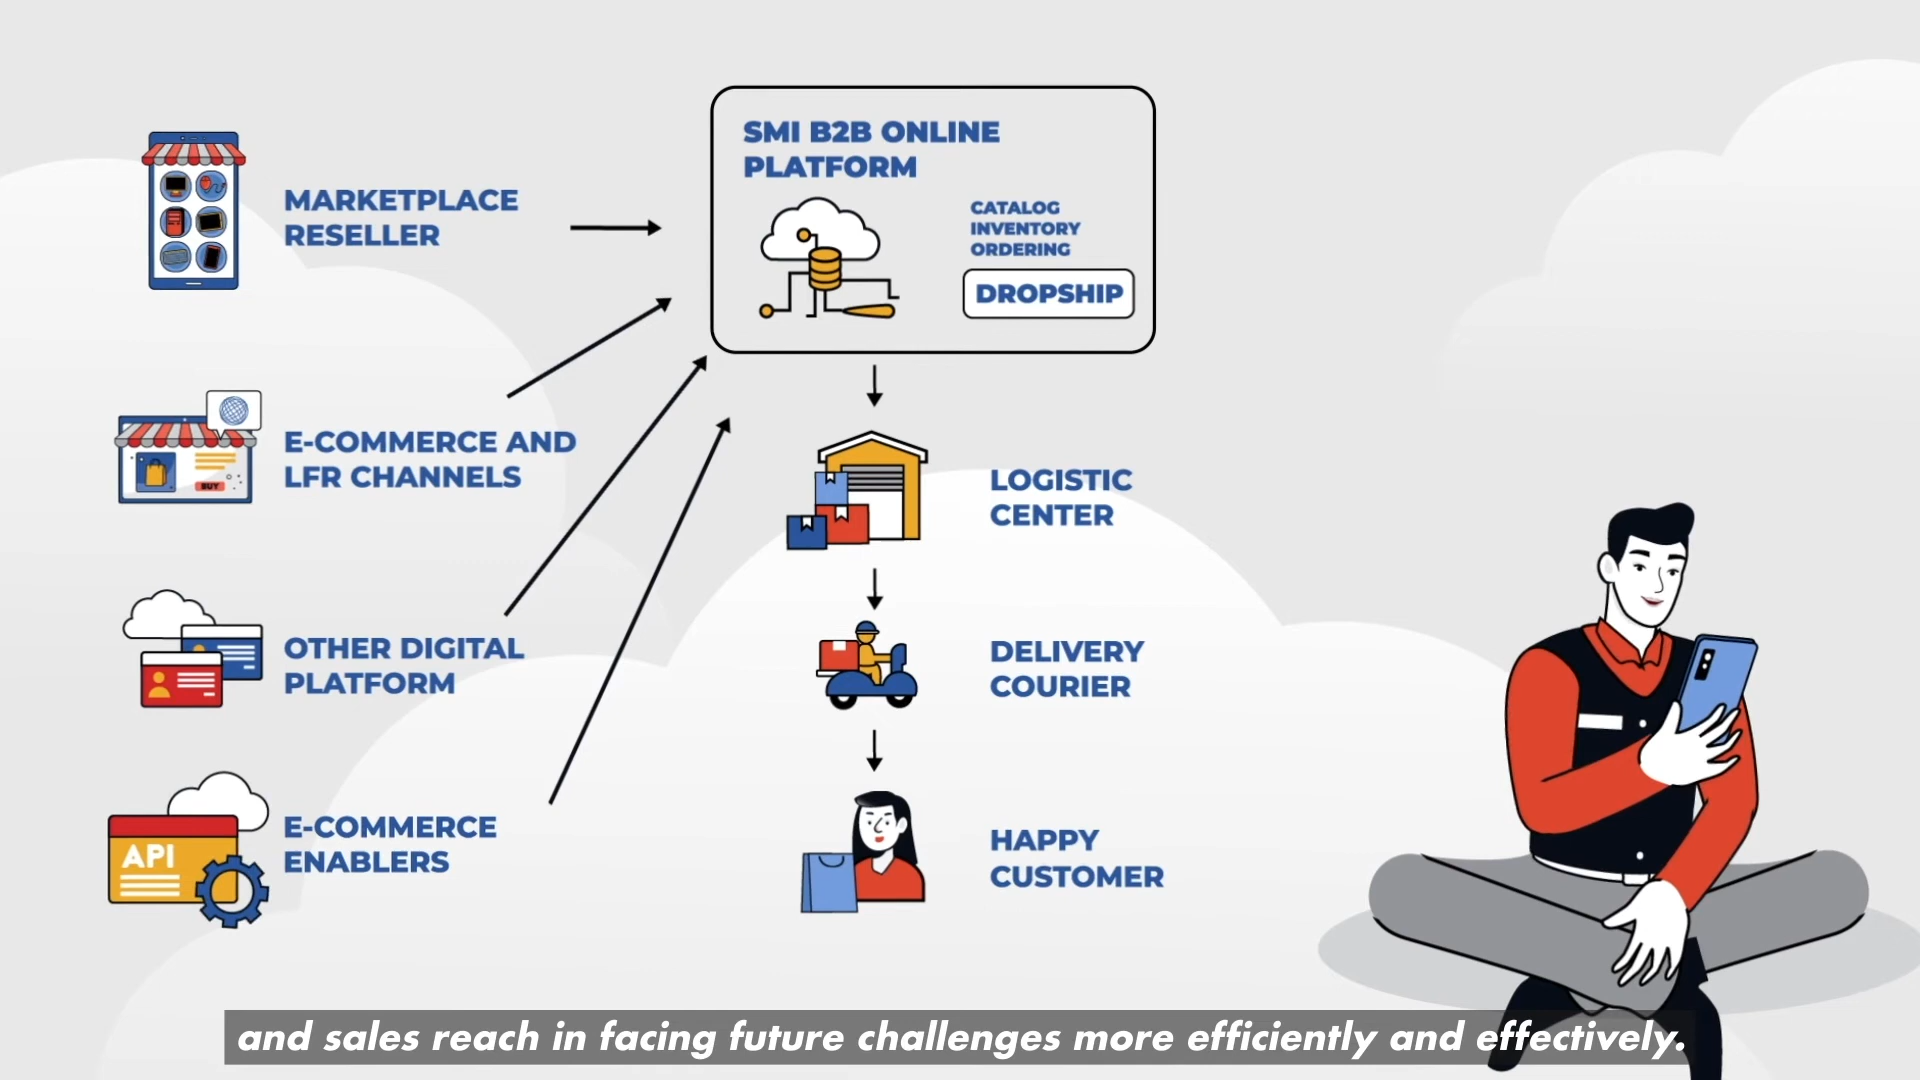 SMI B2B ONLINE
PLATFORM
CATALOG
INVENTORY
ORDERING
DROPSHIP
MARKETPLACE
RESELLER
E-COMMERCE AND
LFR CHANNELS
BUY
OTHER DIGITAL
PLATFORM
API
E-COMMERCE
ENABLERS
LOGISTIC
CENTER
DELIVERY
COURIER
HAPPY
CUSTOMER
and sales reach in facing future challenges more efficiently and effectively.